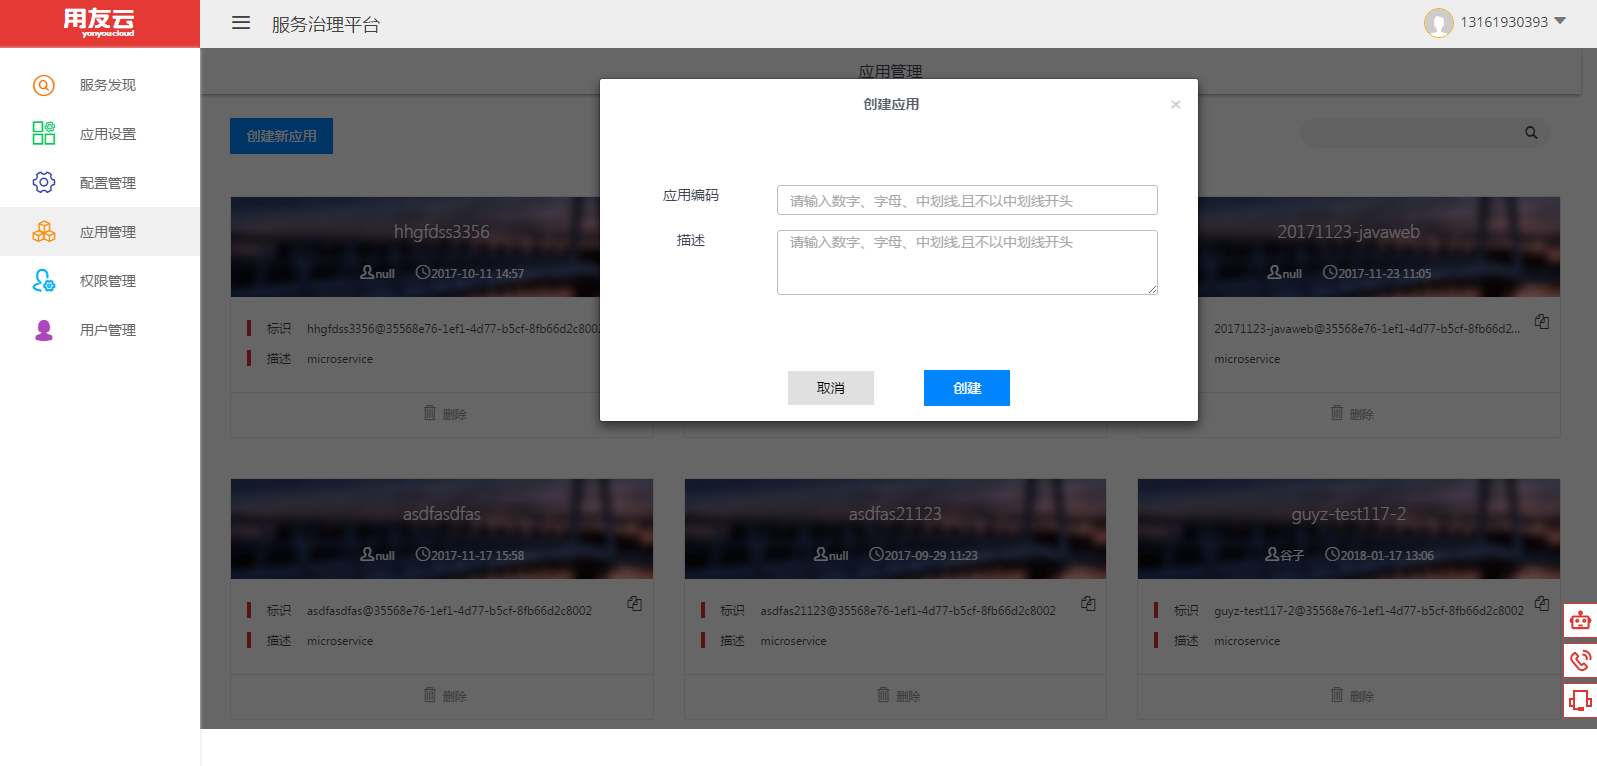 用友云
yonyoucloud
服务治理平台
13161930393
服务发现
应用设置
配置管理
应用管理
权限管理
用户管理
应用管理
创建新应用
创建应用
×
应用编码
请输入数字、字母、中划线,且不以中划线开头
描述
请输入数字、字母、中划线,且不以中划线开头
取消
创建
hhgfdss3356
null 2017-10-11 14:57
标识 hhgfdss3356@35568e76-1ef1-4d77-b5cf-8fb66d2c8002
描述 microservice
删除
20171123-javaweb
null 2017-11-23 11:05
20171123-javaweb@35568e76-1ef1-4d77-b5cf-8fb66d2...
microservice
删除
asdfasdfas
null 2017-11-17 15:58
标识 asdfasdfas@35568e76-1ef1-4d77-b5cf-8fb66d2c8002
描述 microservice
删除
asdfas21123
null 2017-09-29 11:23
标识 asdfas21123@35568e76-1ef1-4d77-b5cf-8fb66d2c8002
描述 microservice
删除
guyz-test117-2
谷子 2018-01-17 13:06
标识 guyz-test117-2@35568e76-1ef1-4d77-b5cf-8fb66d2c8002
描述 microservice
删除